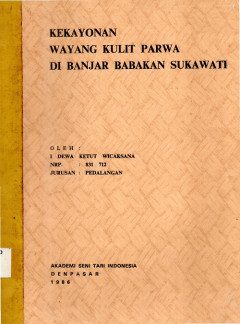 KEKAYONAN
WAYANG KULIT PARWA
DI BANJAR BABAKAN SUKAWATI
OLEH :
I DEWA KETUT WICAKSANA
NRP : 831 712
JURUSAN : PEDALANGAN
AKADEMI SENI TARI INDONESIA
DENPASAR
1986